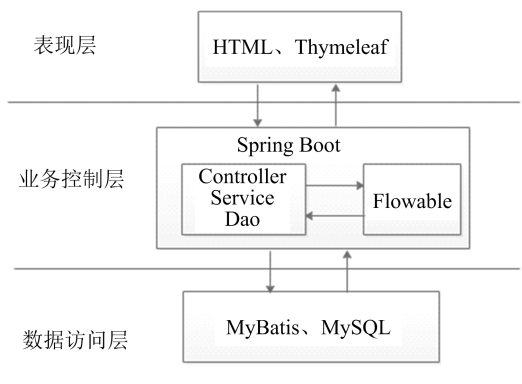 表现层
HTML、Thymeleaf
Spring Boot
业务控制层
Controller
Service
Dao
Flowable
数据访问层
MyBatis、MySQL